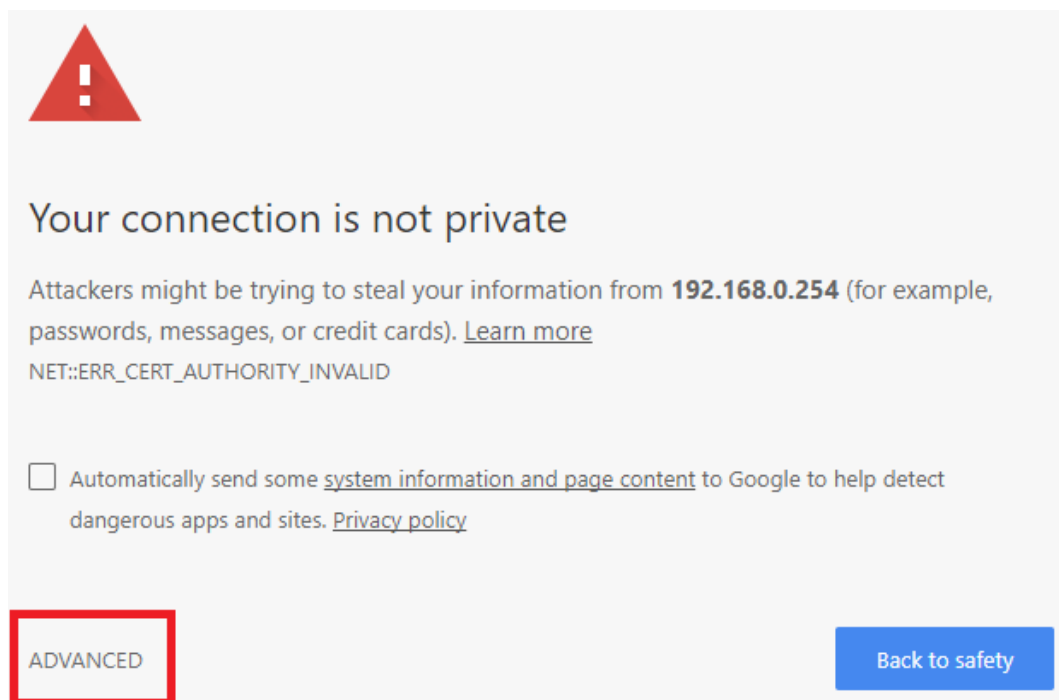 !
Your connection is not private
Attackers might be trying to steal your information from 192.168.0.254 (for example,
passwords, messages, or credit cards). Learn more
NET::ERR_CERT_AUTHORITY_INVALID
Automatically send some system information and page content to Google to help detect
dangerous apps and sites. Privacy policy
ADVANCED
Back to safety